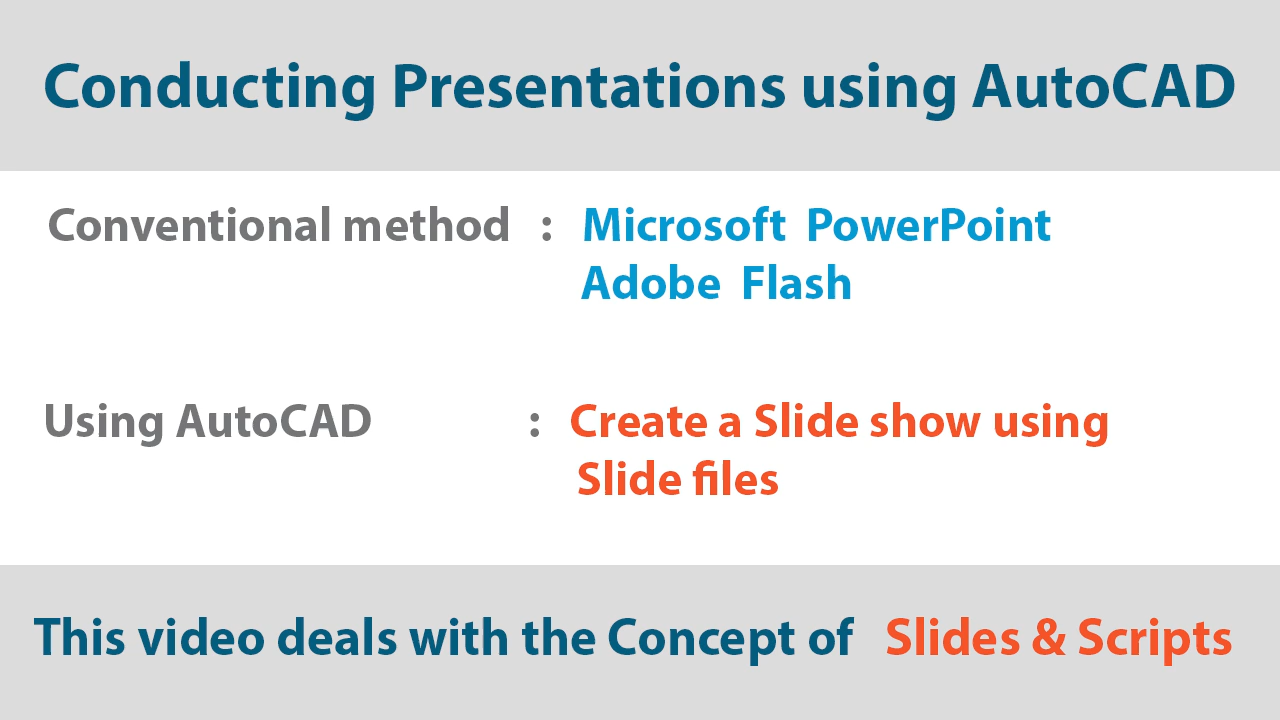 Conducting Presentations using AutoCAD
Conventional method : Microsoft PowerPoint
Adobe Flash
Using AutoCAD : Create a Slide show using
Slide files
This video deals with the Concept of Slides & Scripts